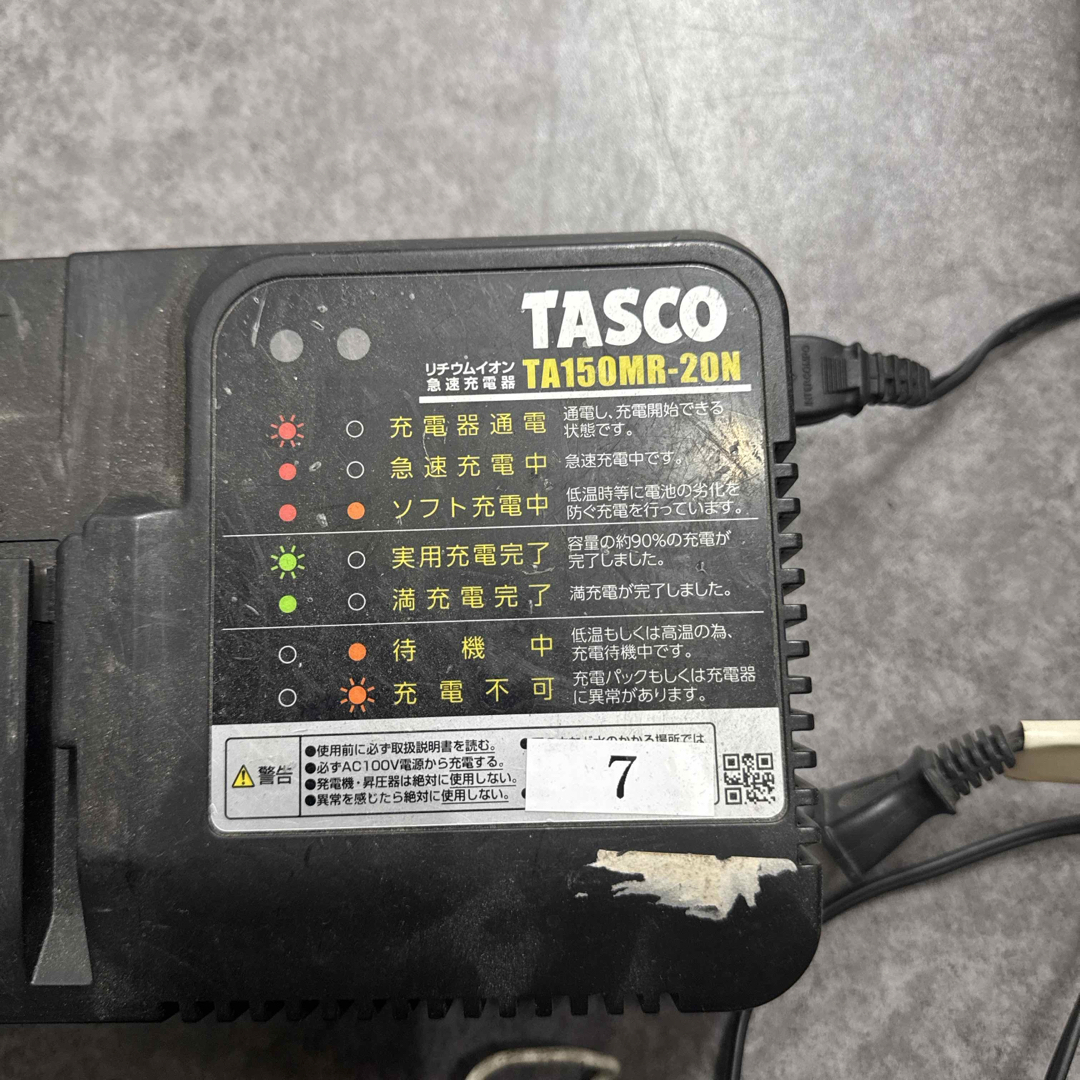 TASCO
リチウムイオン
急速充電器
TA150MR-20N
充電器通電
通電し、充電開始できる
状態です。
急速充電中
急速充電中です。
ソフト充電中
低温時等に電池の劣化を
防ぐ充電を行っています。
実用充電完了
容量の約90%の充電が
完了しました。
満充電完了
満充電が完了しました。
待機中
低温もしくは高温の為、
充電待機中です。
充電不可
充電パックもしくは充電器
に異常があります。
警告
●使用前に必ず取扱説明書を読む。
●必ずAC100V電源から充電する。
●発電機・昇圧器は絶対に使用しない。
●異常を感じたら絶対に使用しない。
水のかかる場所では
7